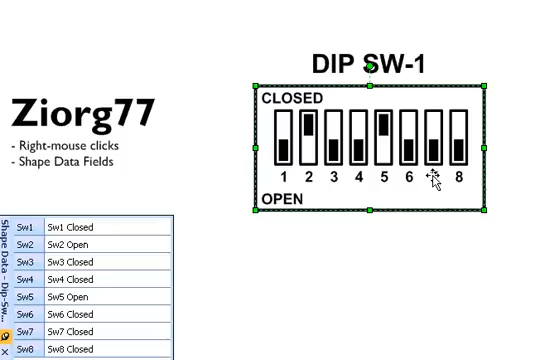 DIP SW-1
CLOSED
1 2 3 4 5 6 8
OPEN
Ziorg77
- Right-mouse clicks
- Shape Data Fields
Shape Data - Dip-Sw...
Sw1 Sw1 Closed
Sw2 Sw2 Open
Sw3 Sw3 Closed
Sw4 Sw4 Closed
Sw5 Sw5 Open
Sw6 Sw6 Closed
Sw7 Sw7 Closed
Sw8 Sw8 Closed